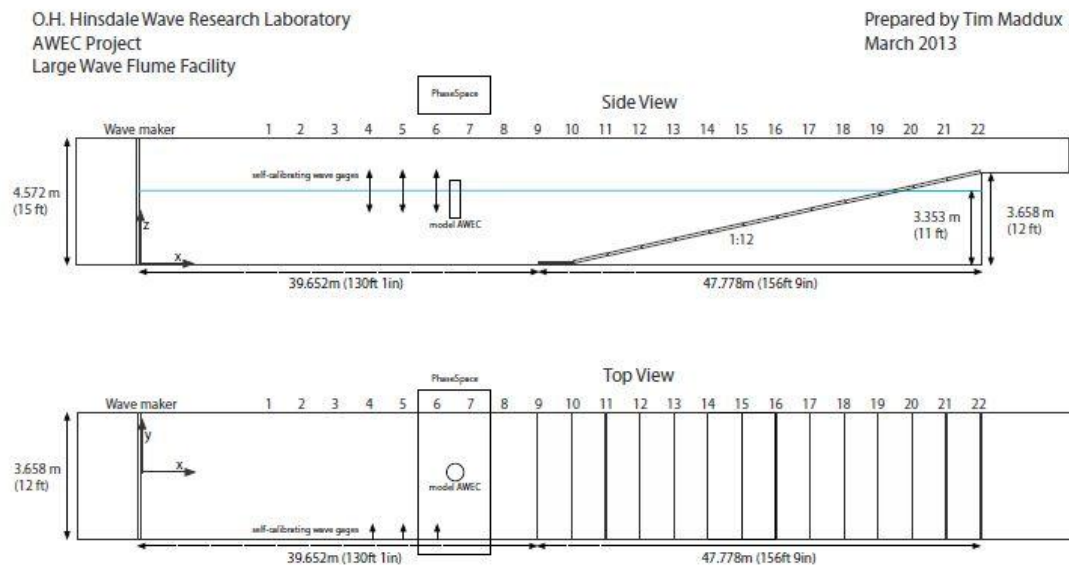 O.H. Hinsdale Wave Research Laboratory
AWEC Project
Large Wave Flume Facility
Prepared by Tim Maddux
March 2013
PhaseSpace
Side View
Wave maker 1 2 3 4 5 6 7 8 9 10 11 12 13 14 15 16 17 18 19 20 21 22
self-calibrating wave gages
4.572 m
(15 ft)
z
x
model AWEC
1:12
3.353 m
(11 ft)
3.658 m
(12 ft)
39.652m (130ft 1in)
47.778m (156ft 9in)
PhaseSpace
Top View
Wave maker 1 2 3 4 5 6 7 8 9 10 11 12 13 14 15 16 17 18 19 20 21 22
y
x
3.658 m
(12 ft)
model AWEC
self-calibrating wave gages
39.652m (130ft 1in)
47.778m (156ft 9in)